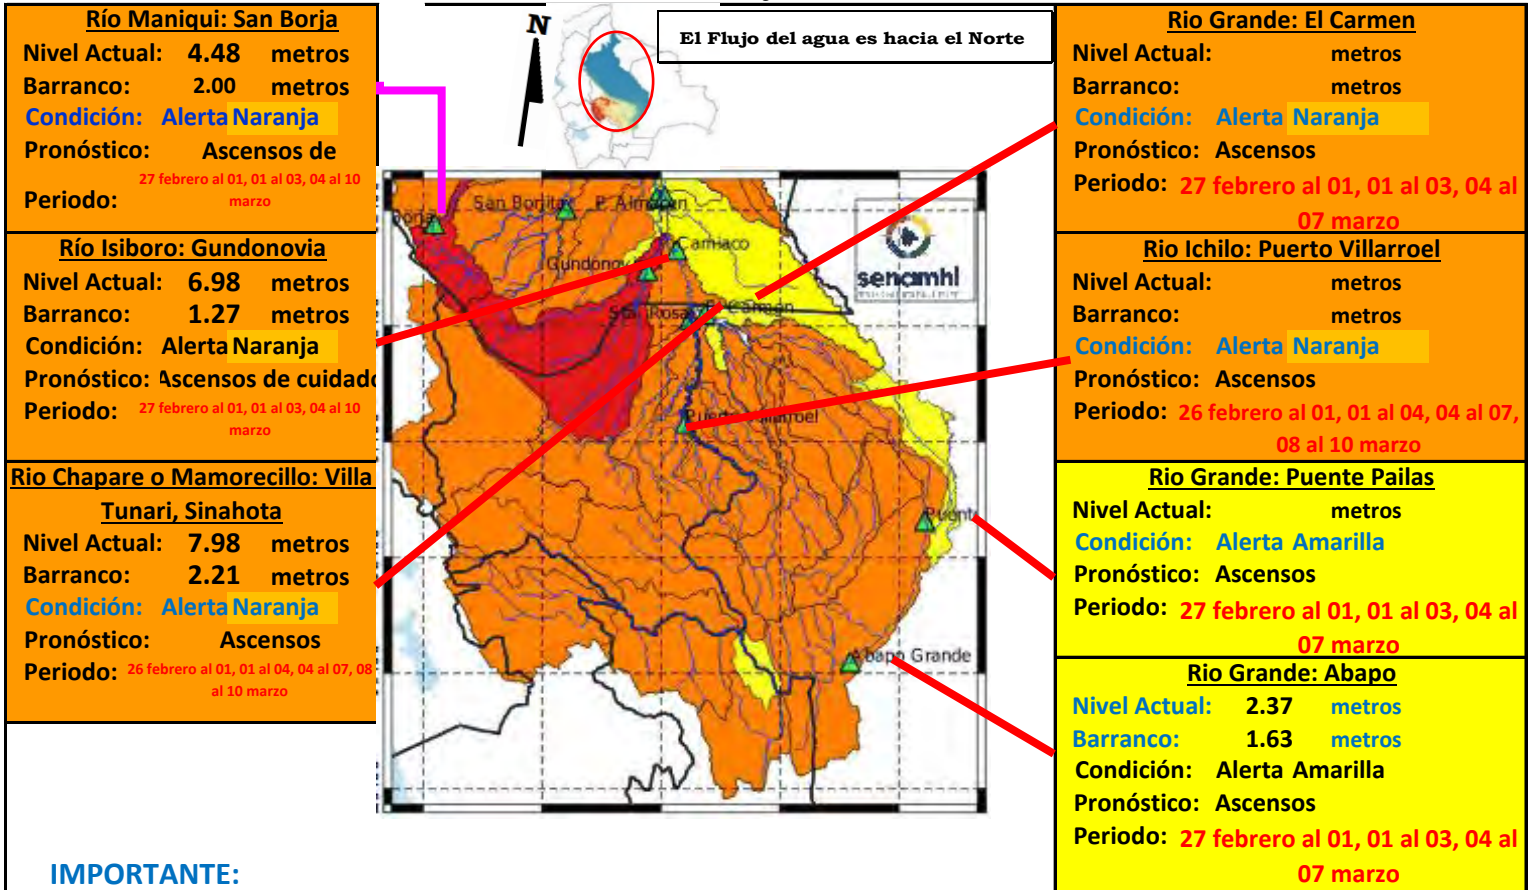 Río Maniqui: San Borja
Nivel Actual: 4.48 metros
Barranco: 2.00 metros
Condición: Alerta Naranja
Pronóstico: Ascensos de
27 febrero al 01, 01 al 03, 04 al 10
Periodo: marzo
Río Isiboro: Gundonovia
Nivel Actual: 6.98 metros
Barranco: 1.27 metros
Condición: Alerta Naranja
Pronóstico: Ascensos de cuidado
Periodo: 27 febrero al 01, 01 al 03, 04 al 10
marzo
Rio Chapare o Mamorecillo: Villa
Tunari, Sinahota
Nivel Actual: 7.98 metros
Barranco: 2.21 metros
Condición: Alerta Naranja
Pronóstico: Ascensos
Periodo: 26 febrero al 01, 01 al 04, 04 al 07, 08
al 10 marzo
IMPORTANTE:
N
El Flujo del agua es hacia el Norte
San Borjita
P. Almacen
Camiaco
Gundonov
senamhi
Sta. Rosa
El Carmen
Abapo Grande
Rio Grande: El Carmen
Nivel Actual: metros
Barranco: metros
Condición: Alerta Naranja
Pronóstico: Ascensos
Periodo: 27 febrero al 01, 01 al 03, 04 al
07 marzo
Rio Ichilo: Puerto Villarroel
Nivel Actual: metros
Barranco: metros
Condición: Alerta Naranja
Pronóstico: Ascensos
Periodo: 26 febrero al 01, 01 al 04, 04 al 07,
08 al 10 marzo
Rio Grande: Puente Pailas
Nivel Actual: metros
Condición: Alerta Amarilla
Pronóstico: Ascensos
Periodo: 27 febrero al 01, 01 al 03, 04 al
07 marzo
Rio Grande: Abapo
Nivel Actual: 2.37 metros
Barranco: 1.63 metros
Condición: Alerta Amarilla
Pronóstico: Ascensos
Periodo: 27 febrero al 01, 01 al 03, 04 al
07 marzo